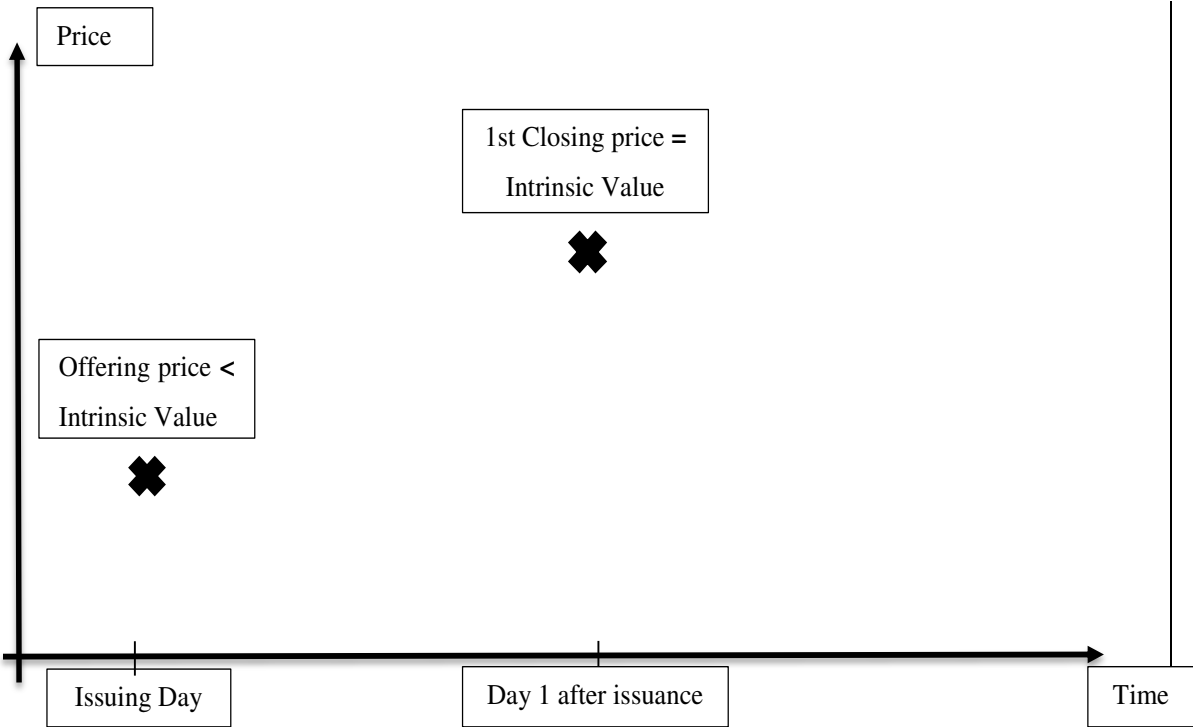 Price
1st Closing price =
Intrinsic Value
Offering price <
Intrinsic Value
Issuing Day
Day 1 after issuance
Time